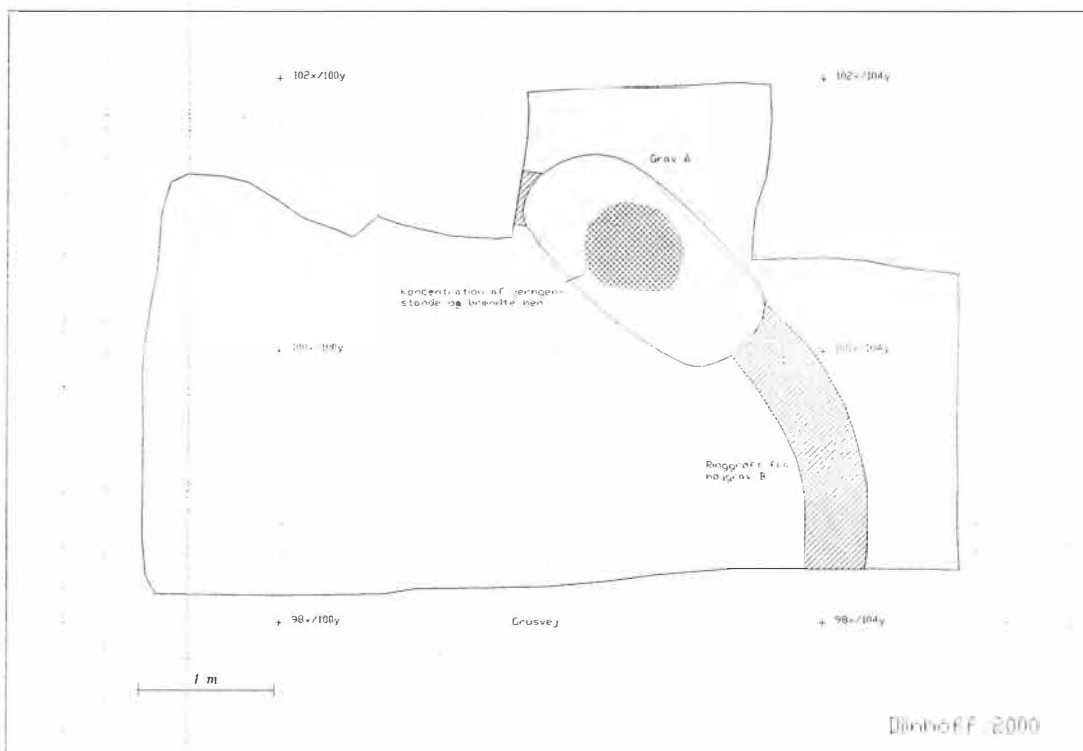 + 102x/100y
+ 102x/104y
Grav A
Koncentration af jerngen-
stande og brændte ben
+ 100x/100y
+ 100x/104y
Ringgrøft fra
højgrav B
+ 98x/100y
Grusvej
+ 98x/104y
1 m
Dünhoff 2000